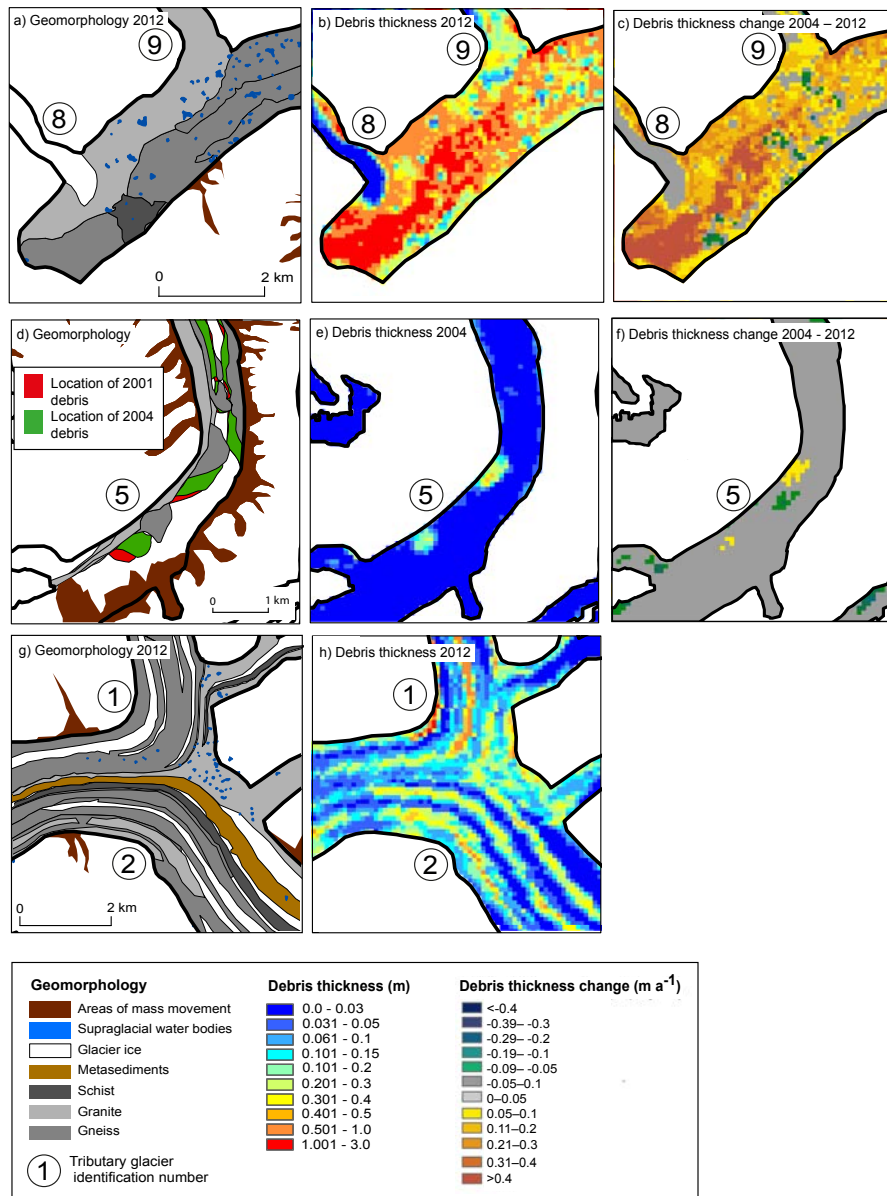 a) Geomorphology 2012
9
8
0 2 km
b) Debris thickness 2012
9
8
c) Debris thickness change 2004 – 2012
9
8
d) Geomorphology
Location of 2001
debris
Location of 2004
debris
5
0 1 km
e) Debris thickness 2004
5
f) Debris thickness change 2004 - 2012
5
g) Geomorphology 2012
1
2
0 2 km
h) Debris thickness 2012
1
2
Geomorphology
Areas of mass movement
Supraglacial water bodies
Glacier ice
Metasediments
Schist
Granite
Gneiss
1 Tributary glacier
identification number
Debris thickness (m)
0.0 - 0.03
0.031 - 0.05
0.061 - 0.1
0.101 - 0.15
0.101 - 0.2
0.201 - 0.3
0.301 - 0.4
0.401 - 0.5
0.501 - 1.0
1.001 - 3.0
Debris thickness change (m a⁻¹)
<-0.4
-0.39– -0.3
-0.29– -0.2
-0.19– -0.1
-0.09– -0.05
-0.05–0.1
0–0.05
0.05–0.1
0.11–0.2
0.21–0.3
0.31–0.4
>0.4